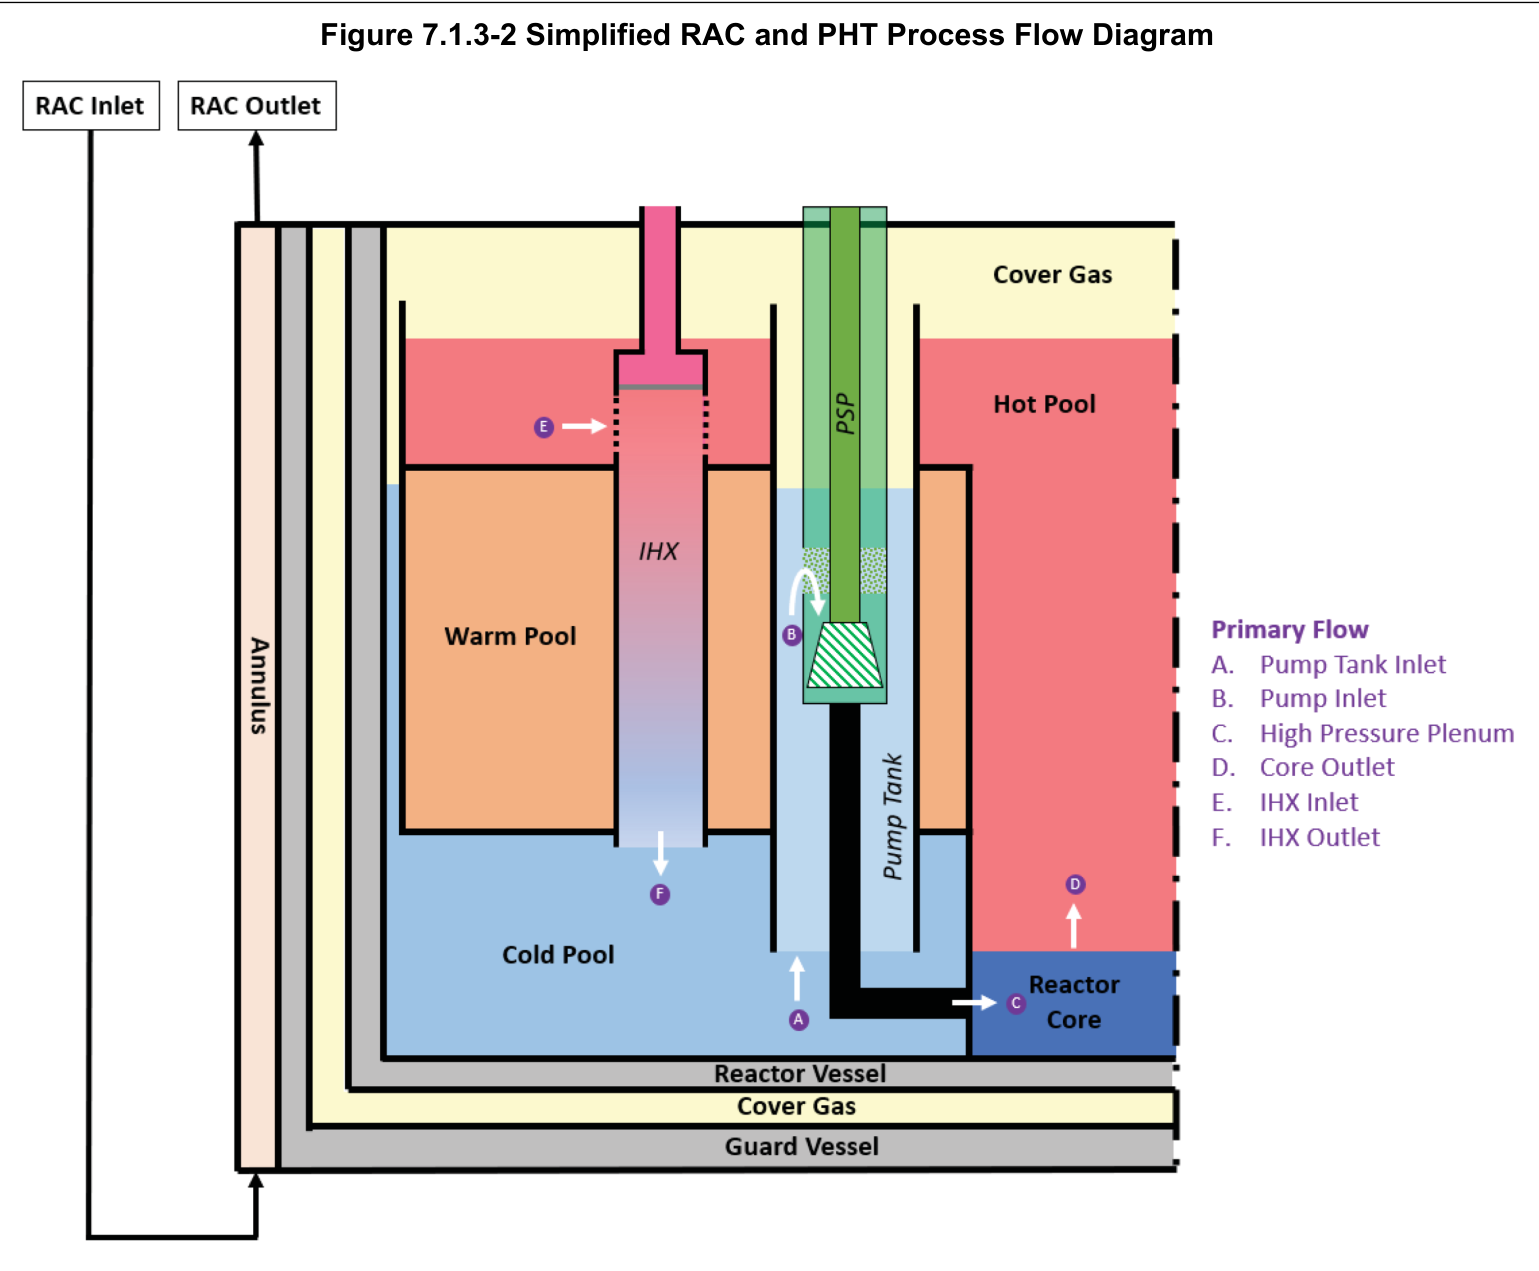 Figure 7.1.3-2 Simplified RAC and PHT Process Flow Diagram
RAC Inlet
RAC Outlet
Cover Gas
Hot Pool
E
PSP
IHX
Warm Pool
B
Annulus
Pump Tank
Primary Flow
A. Pump Tank Inlet
B. Pump Inlet
C. High Pressure Plenum
D. Core Outlet
E. IHX Inlet
F. IHX Outlet
D
F
Cold Pool
A
C
Reactor
Core
Reactor Vessel
Cover Gas
Guard Vessel